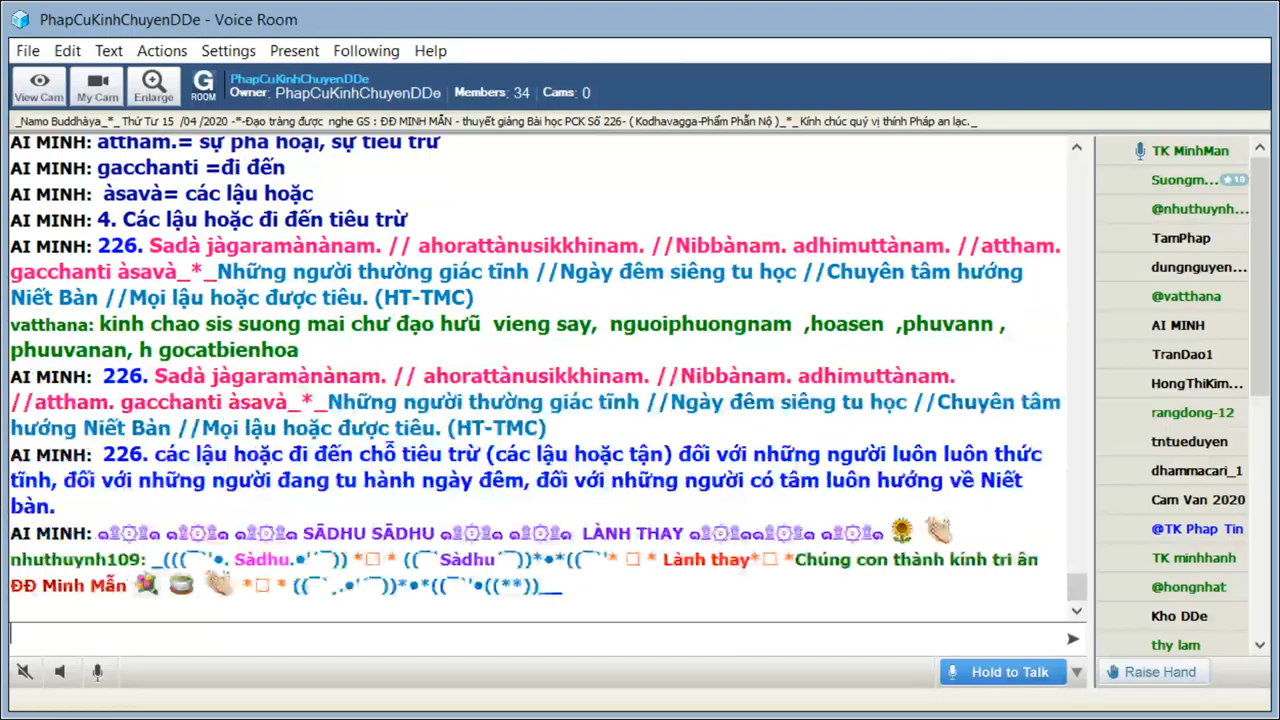 PhapCuKinhChuyenDDe - Voice Room
File Edit Text Actions Settings Present Following Help
View Cam My Cam Enlarge G ROOM PhapCuKinhChuyenDDe
Owner: PhapCuKinhChuyenDDe Members: 34 Cams: 0
_Namo Buddhàya_*_ Thứ Tư 15 /04 /2020 -*-Đạo tràng được nghe GS : ĐĐ MINH MẪN - thuyết giảng Bài học PCK Số 226- ( Kodhavagga-Phẩm Phẫn Nộ )_*_ Kính chúc quý vị thính Pháp an lạc._
AI MINH: attham.= sự phá hoại, sự tiêu trừ
AI MINH: gacchanti =đi đến
AI MINH: àsavà= các lậu hoặc
AI MINH: 4. Các lậu hoặc đi đến tiêu trừ
AI MINH: 226. Sadà jàgaramànànam. // ahorattànusikkhinam. //Nibbànam. adhimuttànam. //attham.
gacchanti àsavà_*_Những người thường giác tĩnh //Ngày đêm siêng tu học //Chuyên tâm hướng
Niết Bàn //Mọi lậu hoặc được tiêu. (HT-TMC)
vatthana: kinh chao sis suong mai chư đạo hưũ vieng say, nguoiphuongnam ,hoasen ,phuvann ,
phuuvanan, h gocatbienhoa
AI MINH: 226. Sadà jàgaramànànam. // ahorattànusikkhinam. //Nibbànam. adhimuttànam.
//attham. gacchanti àsavà_*_Những người thường giác tĩnh //Ngày đêm siêng tu học //Chuyên tâm
hướng Niết Bàn //Mọi lậu hoặc được tiêu. (HT-TMC)
AI MINH: 226. các lậu hoặc đi đến chỗ tiêu trừ (các lậu hoặc tận) đối với những người luôn luôn thức
tĩnh, đối với những người đang tu hành ngày đêm, đối với những người có tâm luôn hướng về Niết
bàn.
AI MINH: SĀDHU SĀDHU LÀNH THAY
nhuthuynh109: _(((¯`'•. Sàdhu.•'´¯)) *□ * ((¯`Sàdhu´¯))*•*((¯`'* □ * Lành thay*□ *Chúng con thành kính tri ân
ĐĐ Minh Mẫn *□ * ((¯`¸.•'´¯))*•*((¯`'•((**))__
Hold to Talk
TK MinhMan
Suongm... 10
@nhuthuynh...
TamPhap
dungnguyen...
@vatthana
AI MINH
TranDao1
HongThiKim...
rangdong-12
tntueduyen
dhammacari_1
Cam Van 2020
@TK Phap Tin
TK minhhanh
@hongnhat
Kho DDe
thy lam
Raise Hand